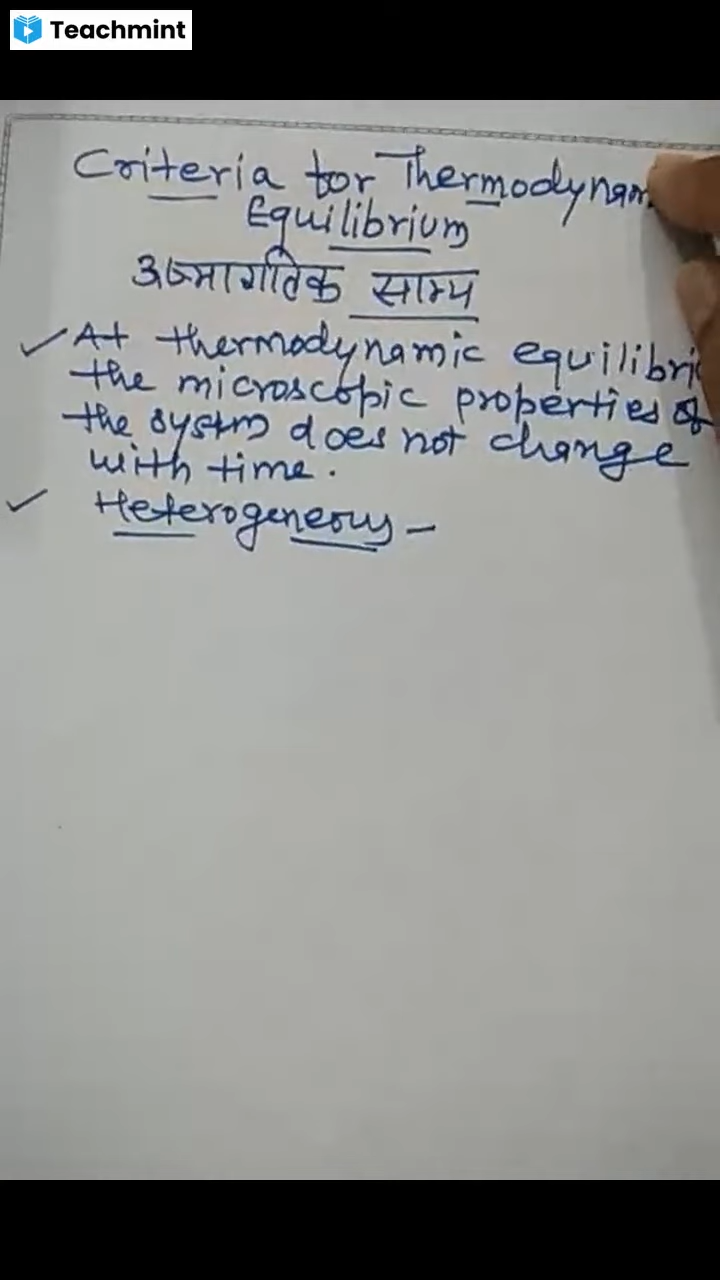 Teachmint
Criteria for Thermodynam
Equilibrium
उष्मागतिक साम्य
At thermodynamic equilibri
the microscopic properties of
the system does not change
with time.
Heterogeneous –